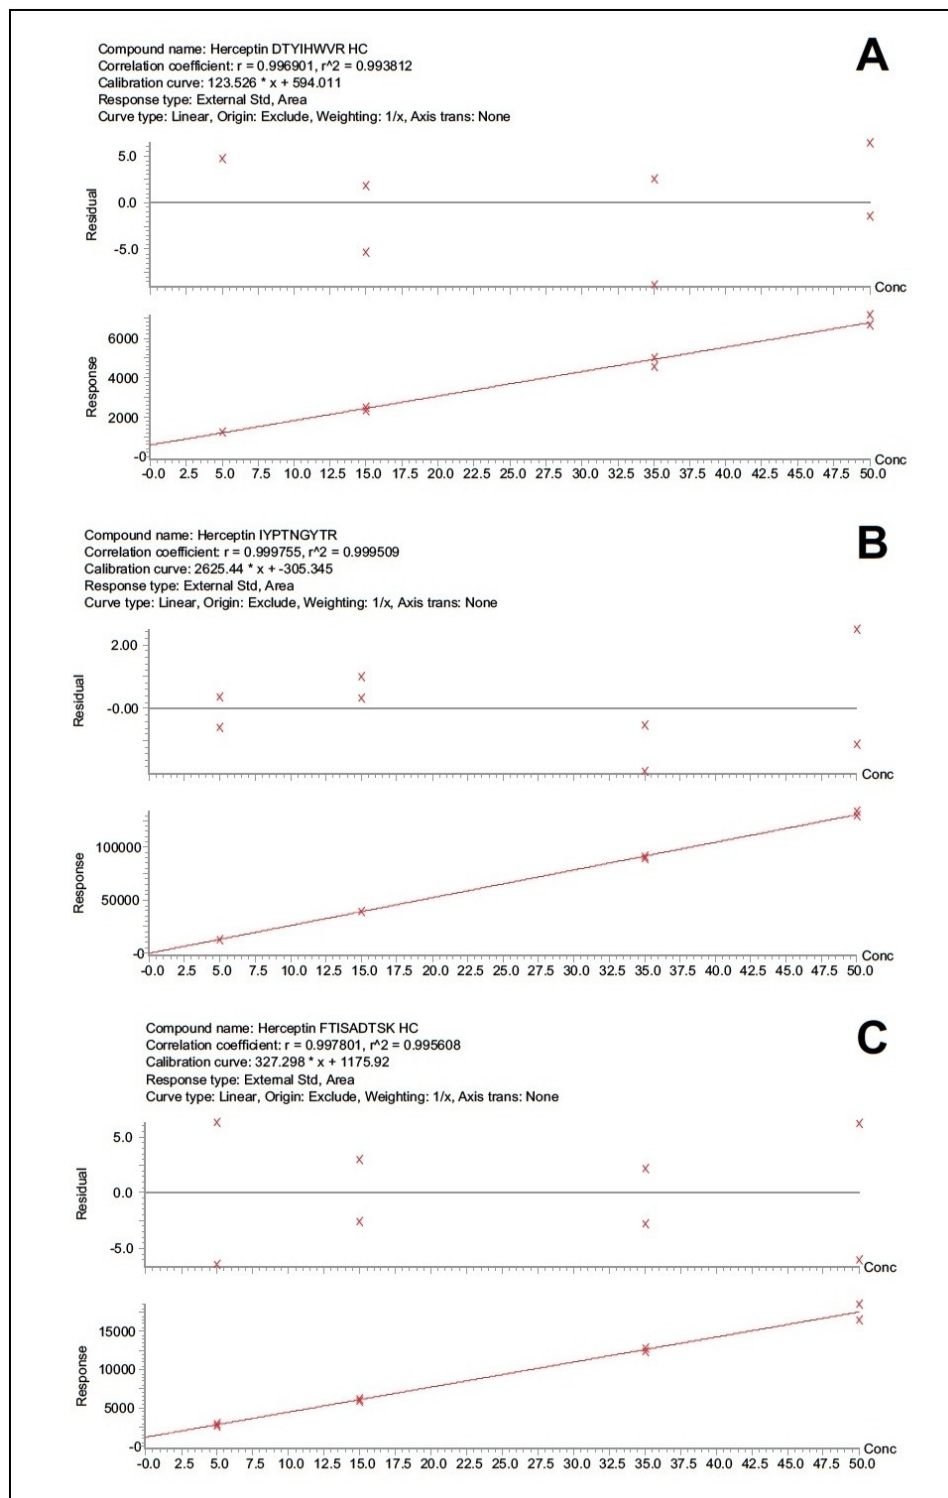 A
Compound name: Herceptin DTYIHWVR HC
Correlation coefficient: r = 0.996901, r^2 = 0.993812
Calibration curve: 123.526 * x + 594.011
Response type: External Std, Area
Curve type: Linear, Origin: Exclude, Weighting: 1/x, Axis trans: None
5.0
0.0
-5.0
Residual
Conc
6000
4000
2000
-0
Response
Conc
-0.0 2.5 5.0 7.5 10.0 12.5 15.0 17.5 20.0 22.5 25.0 27.5 30.0 32.5 35.0 37.5 40.0 42.5 45.0 47.5 50.0
B
Compound name: Herceptin IYPTNGYTR
Correlation coefficient: r = 0.999755, r^2 = 0.999509
Calibration curve: 2625.44 * x + -305.345
Response type: External Std, Area
Curve type: Linear, Origin: Exclude, Weighting: 1/x, Axis trans: None
2.00
-0.00
Residual
Conc
100000
50000
-0
Response
Conc
-0.0 2.5 5.0 7.5 10.0 12.5 15.0 17.5 20.0 22.5 25.0 27.5 30.0 32.5 35.0 37.5 40.0 42.5 45.0 47.5 50.0
C
Compound name: Herceptin FTISADTSK HC
Correlation coefficient: r = 0.997801, r^2 = 0.995608
Calibration curve: 327.298 * x + 1175.92
Response type: External Std, Area
Curve type: Linear, Origin: Exclude, Weighting: 1/x, Axis trans: None
5.0
0.0
-5.0
Residual
Conc
15000
10000
5000
-0
Response
Conc
-0.0 2.5 5.0 7.5 10.0 12.5 15.0 17.5 20.0 22.5 25.0 27.5 30.0 32.5 35.0 37.5 40.0 42.5 45.0 47.5 50.0